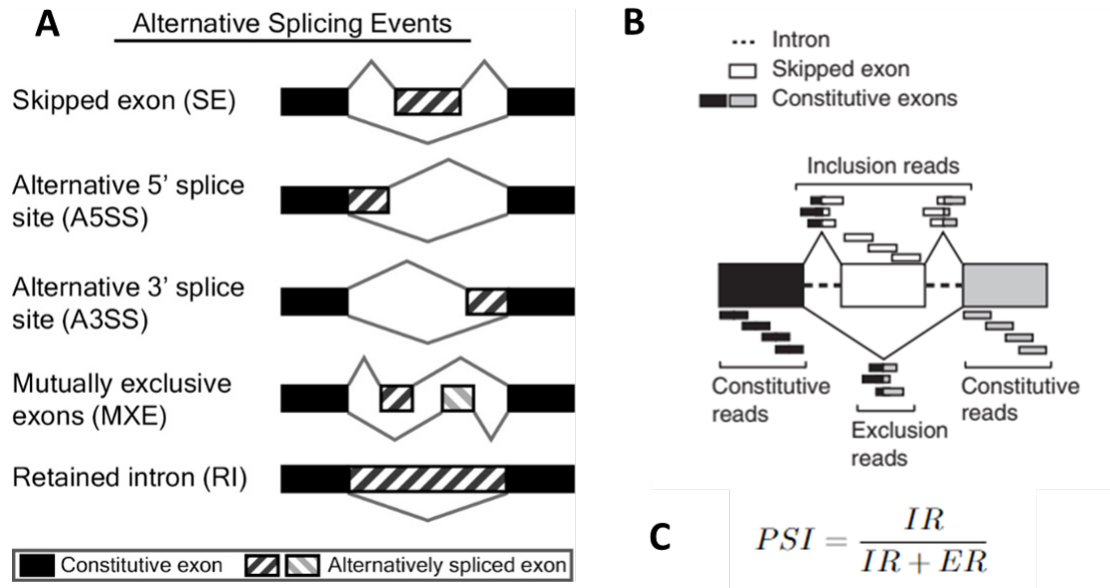 A
Alternative Splicing Events
Skipped exon (SE)
Alternative 5' splice
site (A5SS)
Alternative 3' splice
site (A3SS)
Mutually exclusive
exons (MXE)
Retained intron (RI)
Constitutive exon
Alternatively spliced exon
B
Intron
Skipped exon
Constitutive exons
Inclusion reads
Constitutive
reads
Exclusion
reads
Constitutive
reads
C
PSI = IR / IR + ER